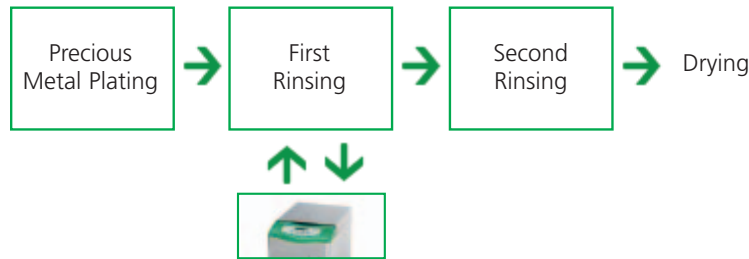 Precious
Metal Plating
First
Rinsing
Second
Rinsing
Drying